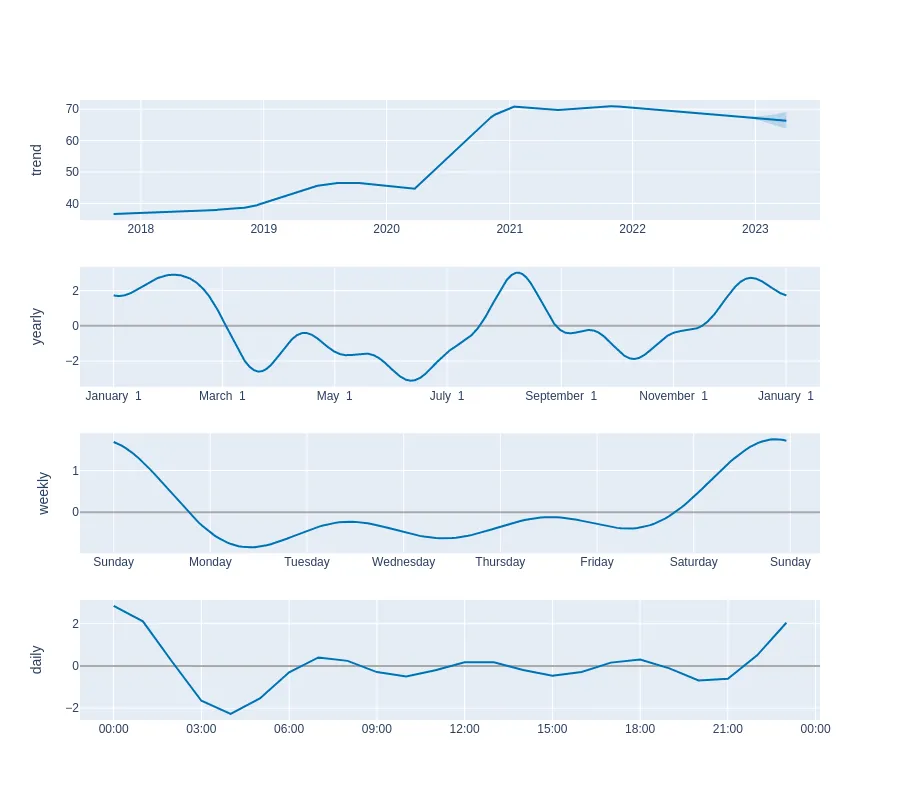 trend
70
60
50
40
2018 2019 2020 2021 2022 2023
yearly
2
0
−2
January 1 March 1 May 1 July 1 September 1 November 1 January 1
weekly
1
0
Sunday Monday Tuesday Wednesday Thursday Friday Saturday Sunday
daily
2
0
−2
00:00 03:00 06:00 09:00 12:00 15:00 18:00 21:00 00:00